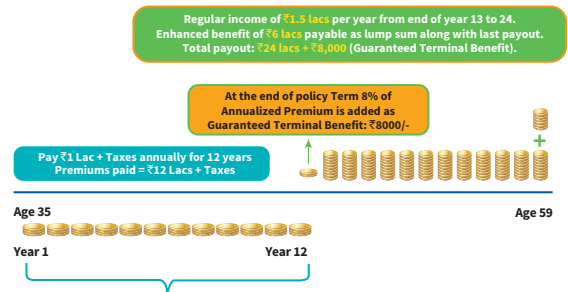 Regular income of ₹1.5 lacs per year from end of year 13 to 24.
Enhanced benefit of ₹6 lacs payable as lump sum along with last payout.
Total payout: ₹24 lacs + ₹8,000 (Guaranteed Terminal Benefit).
At the end of policy Term 8% of
Annualized Premium is added as
Guaranteed Terminal Benefit: ₹8000/-
+
Pay ₹1 Lac + Taxes annually for 12 years
Premiums paid = ₹12 Lacs + Taxes
Age 35
Age 59
Year 1
Year 12